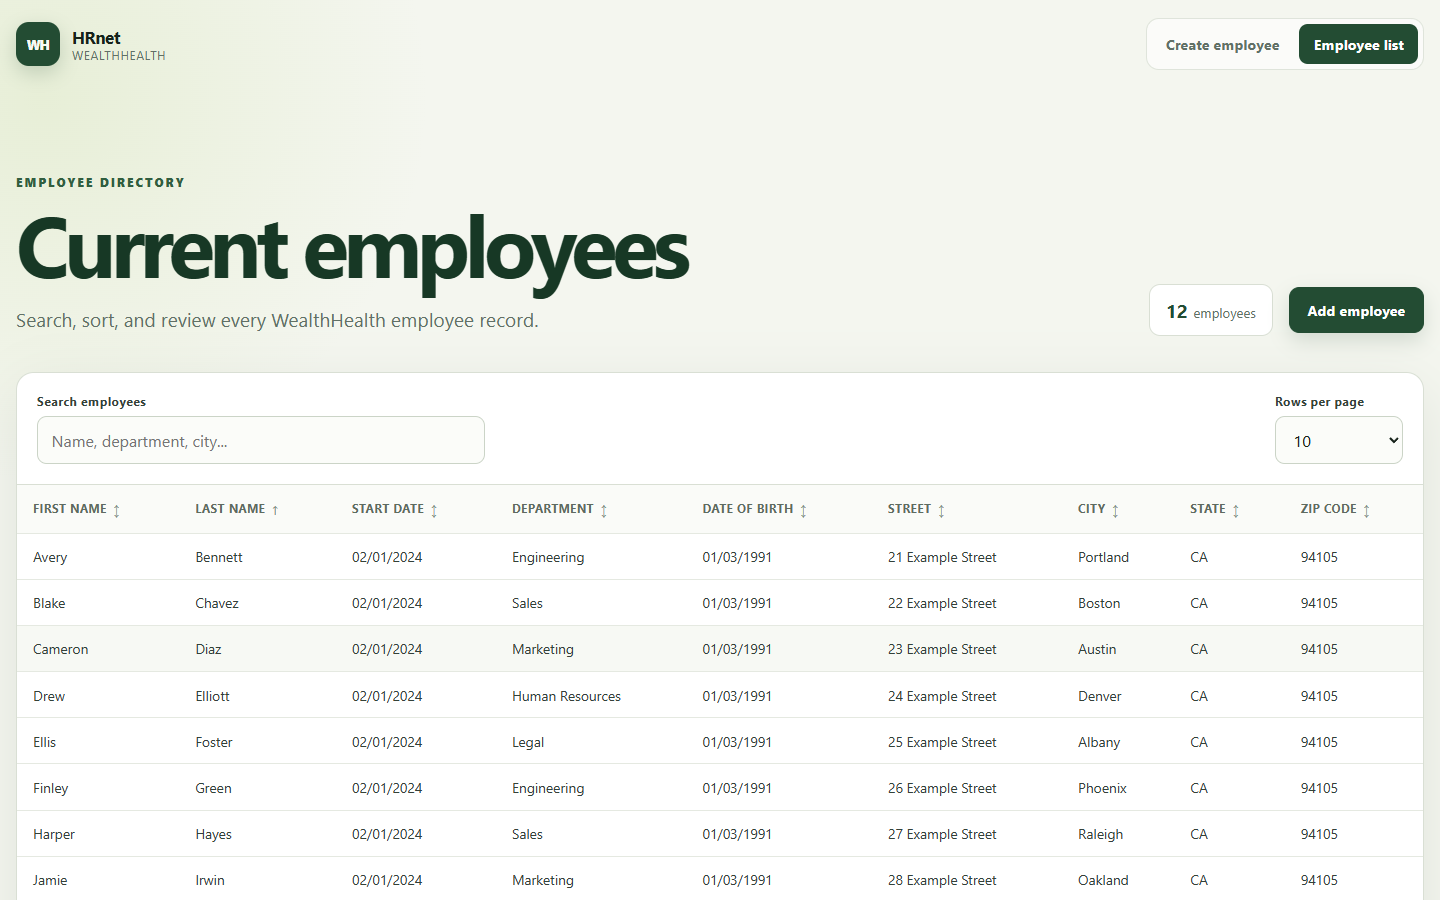 WH
HRnet
WEALTHHEALTH
Create employee
Employee list
EMPLOYEE DIRECTORY
Current employees
Search, sort, and review every WealthHealth employee record.
12 employees
Add employee
Search employees
Name, department, city...
Rows per page
10
FIRST NAME ↕ LAST NAME ↑ START DATE ↕ DEPARTMENT ↕ DATE OF BIRTH ↕ STREET ↕ CITY ↕ STATE ↕ ZIP CODE ↕
Avery Bennett 02/01/2024 Engineering 01/03/1991 21 Example Street Portland CA 94105
Blake Chavez 02/01/2024 Sales 01/03/1991 22 Example Street Boston CA 94105
Cameron Diaz 02/01/2024 Marketing 01/03/1991 23 Example Street Austin CA 94105
Drew Elliott 02/01/2024 Human Resources 01/03/1991 24 Example Street Denver CA 94105
Ellis Foster 02/01/2024 Legal 01/03/1991 25 Example Street Albany CA 94105
Finley Green 02/01/2024 Engineering 01/03/1991 26 Example Street Phoenix CA 94105
Harper Hayes 02/01/2024 Sales 01/03/1991 27 Example Street Raleigh CA 94105
Jamie Irwin 02/01/2024 Marketing 01/03/1991 28 Example Street Oakland CA 94105